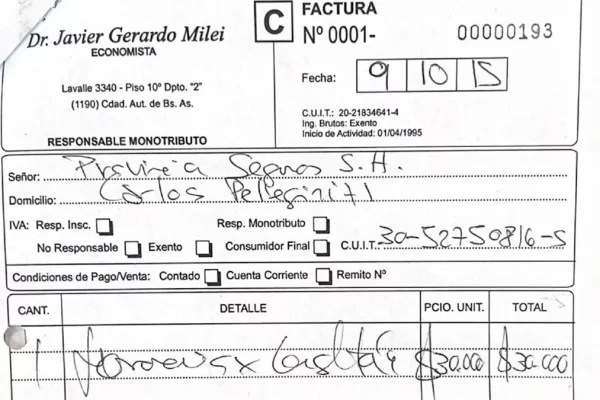 Dr. Javier Gerardo Milei
ECONOMISTA
Lavalle 3340 - Piso 10º Dpto. "2"
(1190) Cdad. Aut. de Bs. As.
RESPONSABLE MONOTRIBUTO
C
FACTURA
Nº 0001- 00000193
Fecha: 9 10 15
C.U.I.T.: 20-21834641-4
Ing. Brutos: Exento
Inicio de Actividad: 01/04/1995
Señor: Provincia Seguros S.A.
Domicilio: Carlos Pellegrini 71
IVA: Resp. Insc. Resp. Monotributo
No Responsable Exento Consumidor Final C.U.I.T. 30-52750816-5
Condiciones de Pago/Venta: Contado Cuenta Corriente Remito Nº
CANT. DETALLE PCIO. UNIT. TOTAL
1 $30.000 $30.000